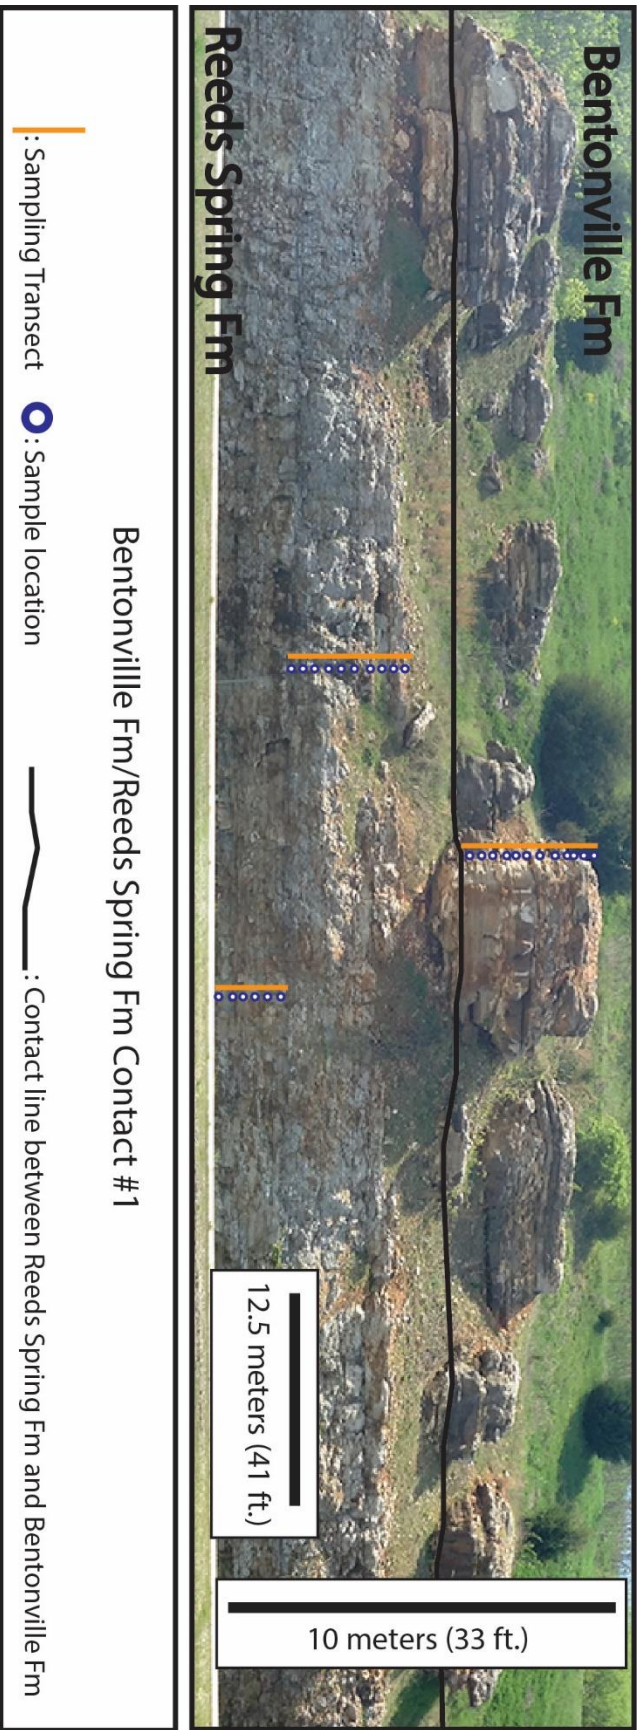 Bentonville Fm
Reeds Spring Fm
12.5 meters (41 ft.)
10 meters (33 ft.)
Bentonvillle Fm/Reeds Spring Fm Contact #1
: Sampling Transect
: Sample location
: Contact line between Reeds Spring Fm and Bentonville Fm